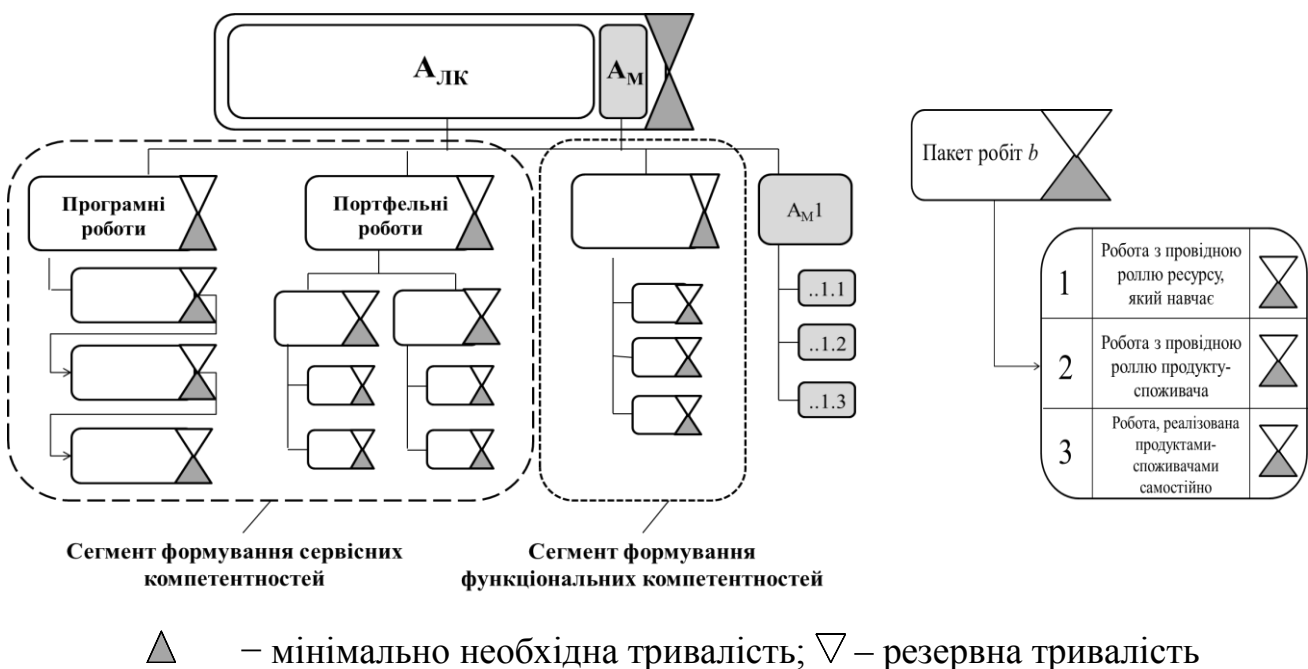 АЛК
АМ
Програмні
роботи
Портфельні
роботи
АМ1
..1.1
..1.2
..1.3
Сегмент формування сервісних
компетентностей
Сегмент формування
функціональних компетентностей
Пакет робіт b
1
Робота з провідною
роллю ресурсу,
який навчає
2
Робота з провідною
роллю продукту-
споживача
3
Робота, реалізована
продуктами-
споживачами
самостійно
− мінімально необхідна тривалість; – резервна тривалість